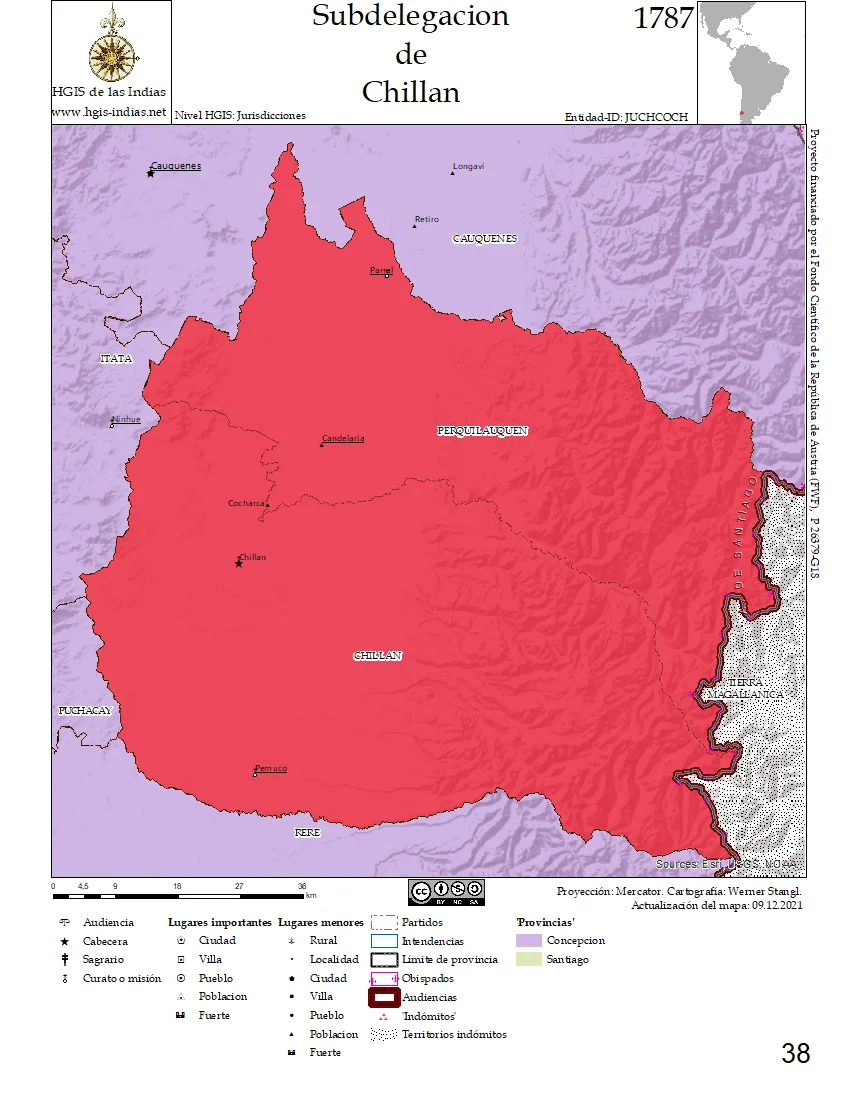 Subdelegacion
de
Chillan
1787
HGIS de las Indias
www.hgis-indias.net
Nivel HGIS: Jurisdicciones
Entidad-ID: JUCHCOCH
Proyecto financiado por el Fondo Científico de la República de Austria (FWF), P 26379-G18.
Cauquenes
Longavi
Retiro
CAUQUENES
Parral
ITATA
Ninhue
Candelaria
PERQUILAUQUEN
Cocharca
DE SANTIAGO
Chillan
CHILLAN
TIERRA
MAGALLANICA
PUCHACAY
Pemuco
RERE
Sources: Esri, USGS, NOAA
0 4,5 9 18 27 36
km
CC BY NC SA
Proyección: Mercator. Cartografía: Werner Stangl.
Actualización del mapa: 09.12.2021
Audiencia
Cabecera
Sagrario
Curato o misión
Lugares importantes
Ciudad
Villa
Pueblo
Poblacion
Fuerte
Lugares menores
Rural
Localidad
Ciudad
Villa
Pueblo
Poblacion
Fuerte
Partidos
Intendencias
Límite de provincia
Obispados
Audiencias
'Indómitos'
Territorios indómitos
'Provincias'
Concepcion
Santiago
38